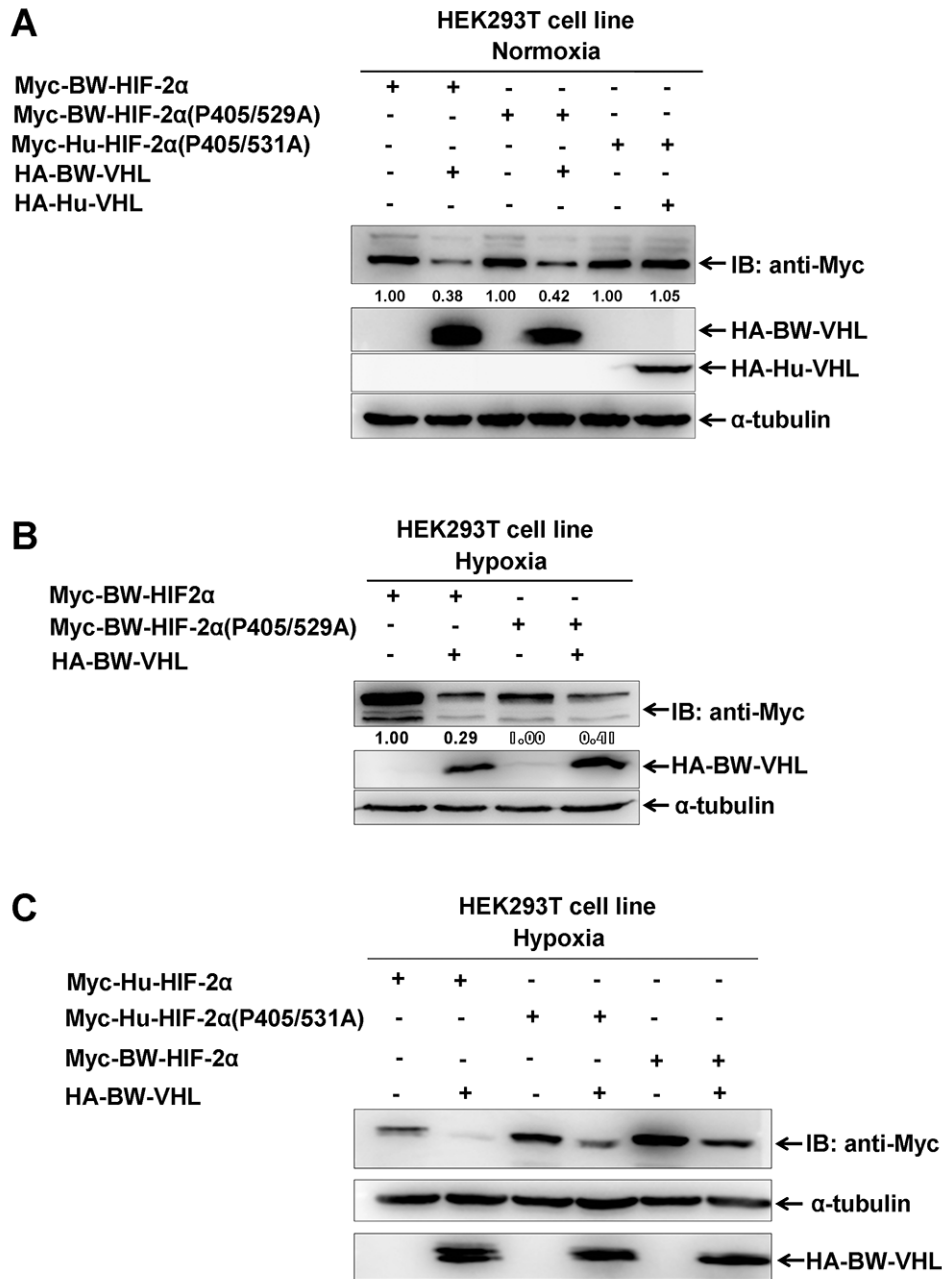 A
HEK293T cell line
Normoxia
Myc-BW-HIF-2α + + - - - -
Myc-BW-HIF-2α(P405/529A) - - + + - -
Myc-Hu-HIF-2α(P405/531A) - - - - + +
HA-BW-VHL - + - + - -
HA-Hu-VHL - - - - - +
IB: anti-Myc
1.00 0.38 1.00 0.42 1.00 1.05
HA-BW-VHL
HA-Hu-VHL
α-tubulin
B
HEK293T cell line
Hypoxia
Myc-BW-HIF2α + + - -
Myc-BW-HIF-2α(P405/529A) - - + +
HA-BW-VHL - + - +
IB: anti-Myc
1.00 0.29 1.00 0.41
HA-BW-VHL
α-tubulin
C
HEK293T cell line
Hypoxia
Myc-Hu-HIF-2α + + - - - -
Myc-Hu-HIF-2α(P405/531A) - - + + - -
Myc-BW-HIF-2α - - - - + +
HA-BW-VHL - + - + - +
IB: anti-Myc
α-tubulin
HA-BW-VHL